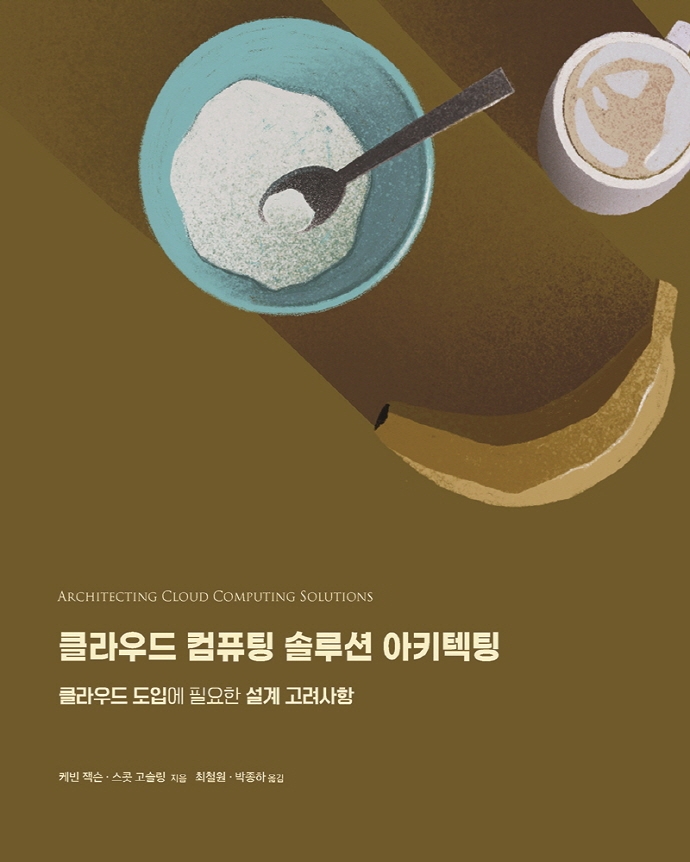 ARCHITECTING CLOUD COMPUTING SOLUTIONS
클라우드 컴퓨팅 솔루션 아키텍팅
클라우드 도입에 필요한 설계 고려사항
케빈 잭슨 · 스콧 고슬링 지음 최철원 · 박종하 옮김